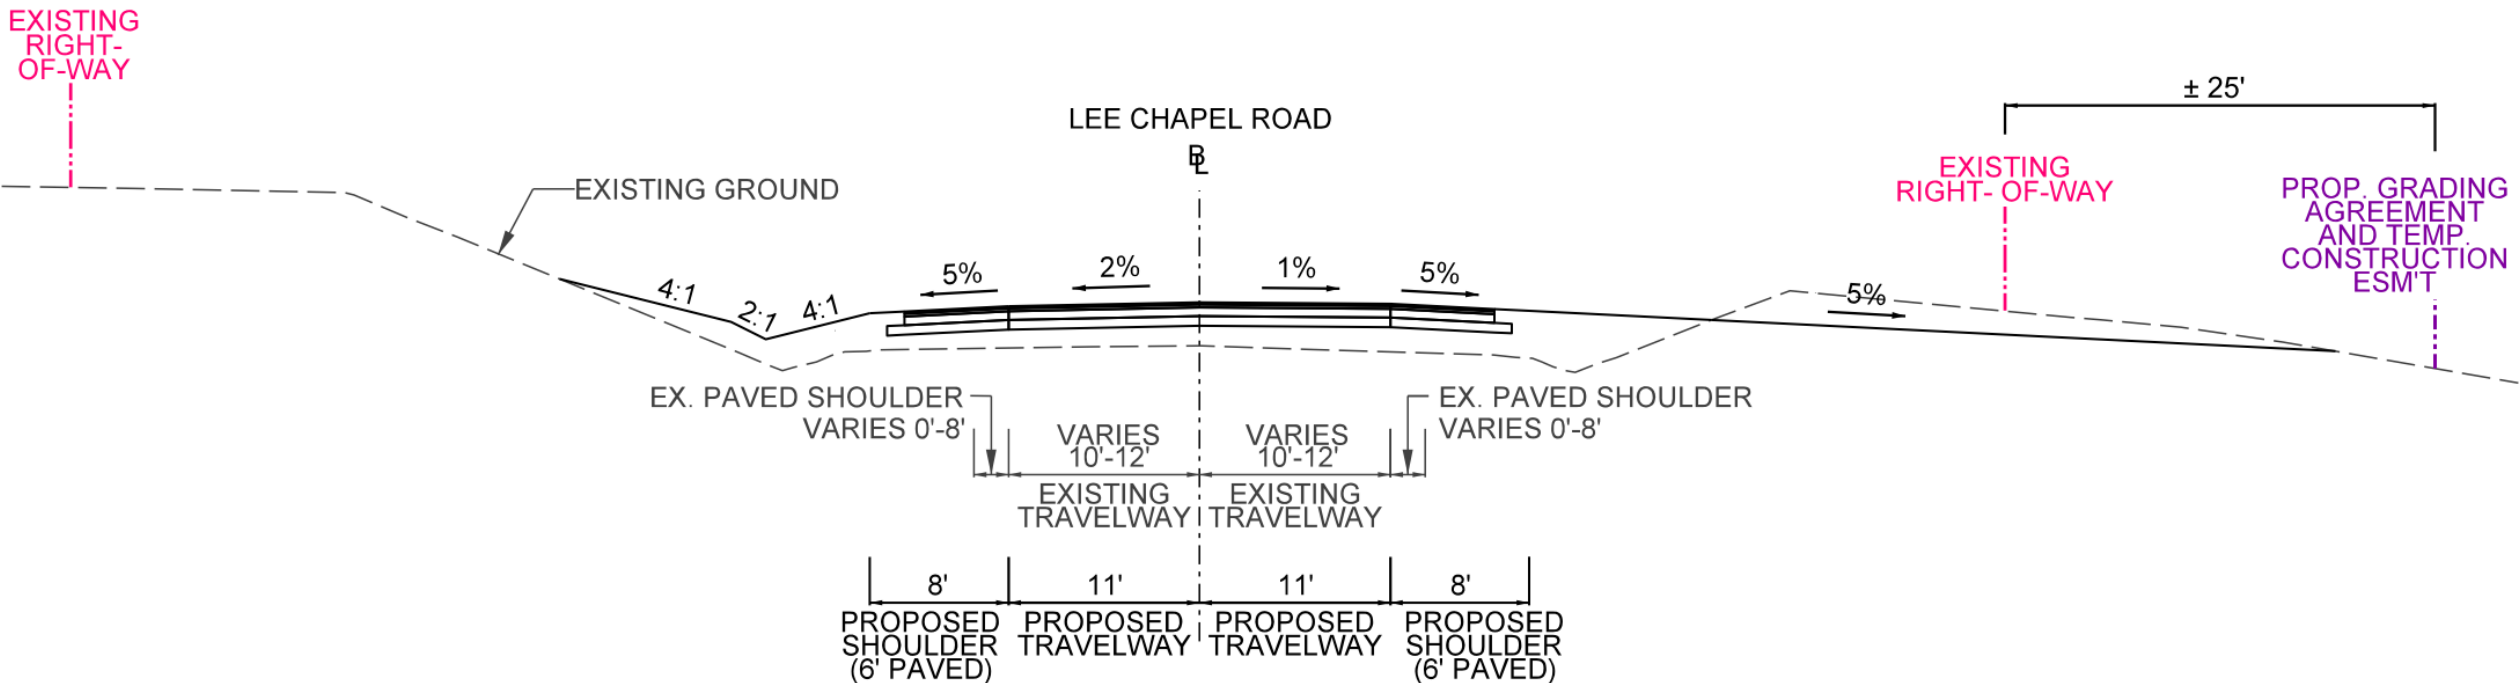 EXISTING
RIGHT-
OF-WAY
± 25'
LEE CHAPEL ROAD
BL
EXISTING
RIGHT- OF-WAY
PROP. GRADING
AGREEMENT
AND TEMP.
CONSTRUCTION
ESM'T
EXISTING GROUND
4:1
2:1
4:1
5%
2%
1%
5%
5%
EX. PAVED SHOULDER
VARIES 0'-8'
VARIES
10'-12'
EXISTING
TRAVELWAY
VARIES
10'-12'
EXISTING
TRAVELWAY
EX. PAVED SHOULDER
VARIES 0'-8'
8'
PROPOSED
SHOULDER
(6' PAVED)
11'
PROPOSED
TRAVELWAY
11'
PROPOSED
TRAVELWAY
8'
PROPOSED
SHOULDER
(6' PAVED)